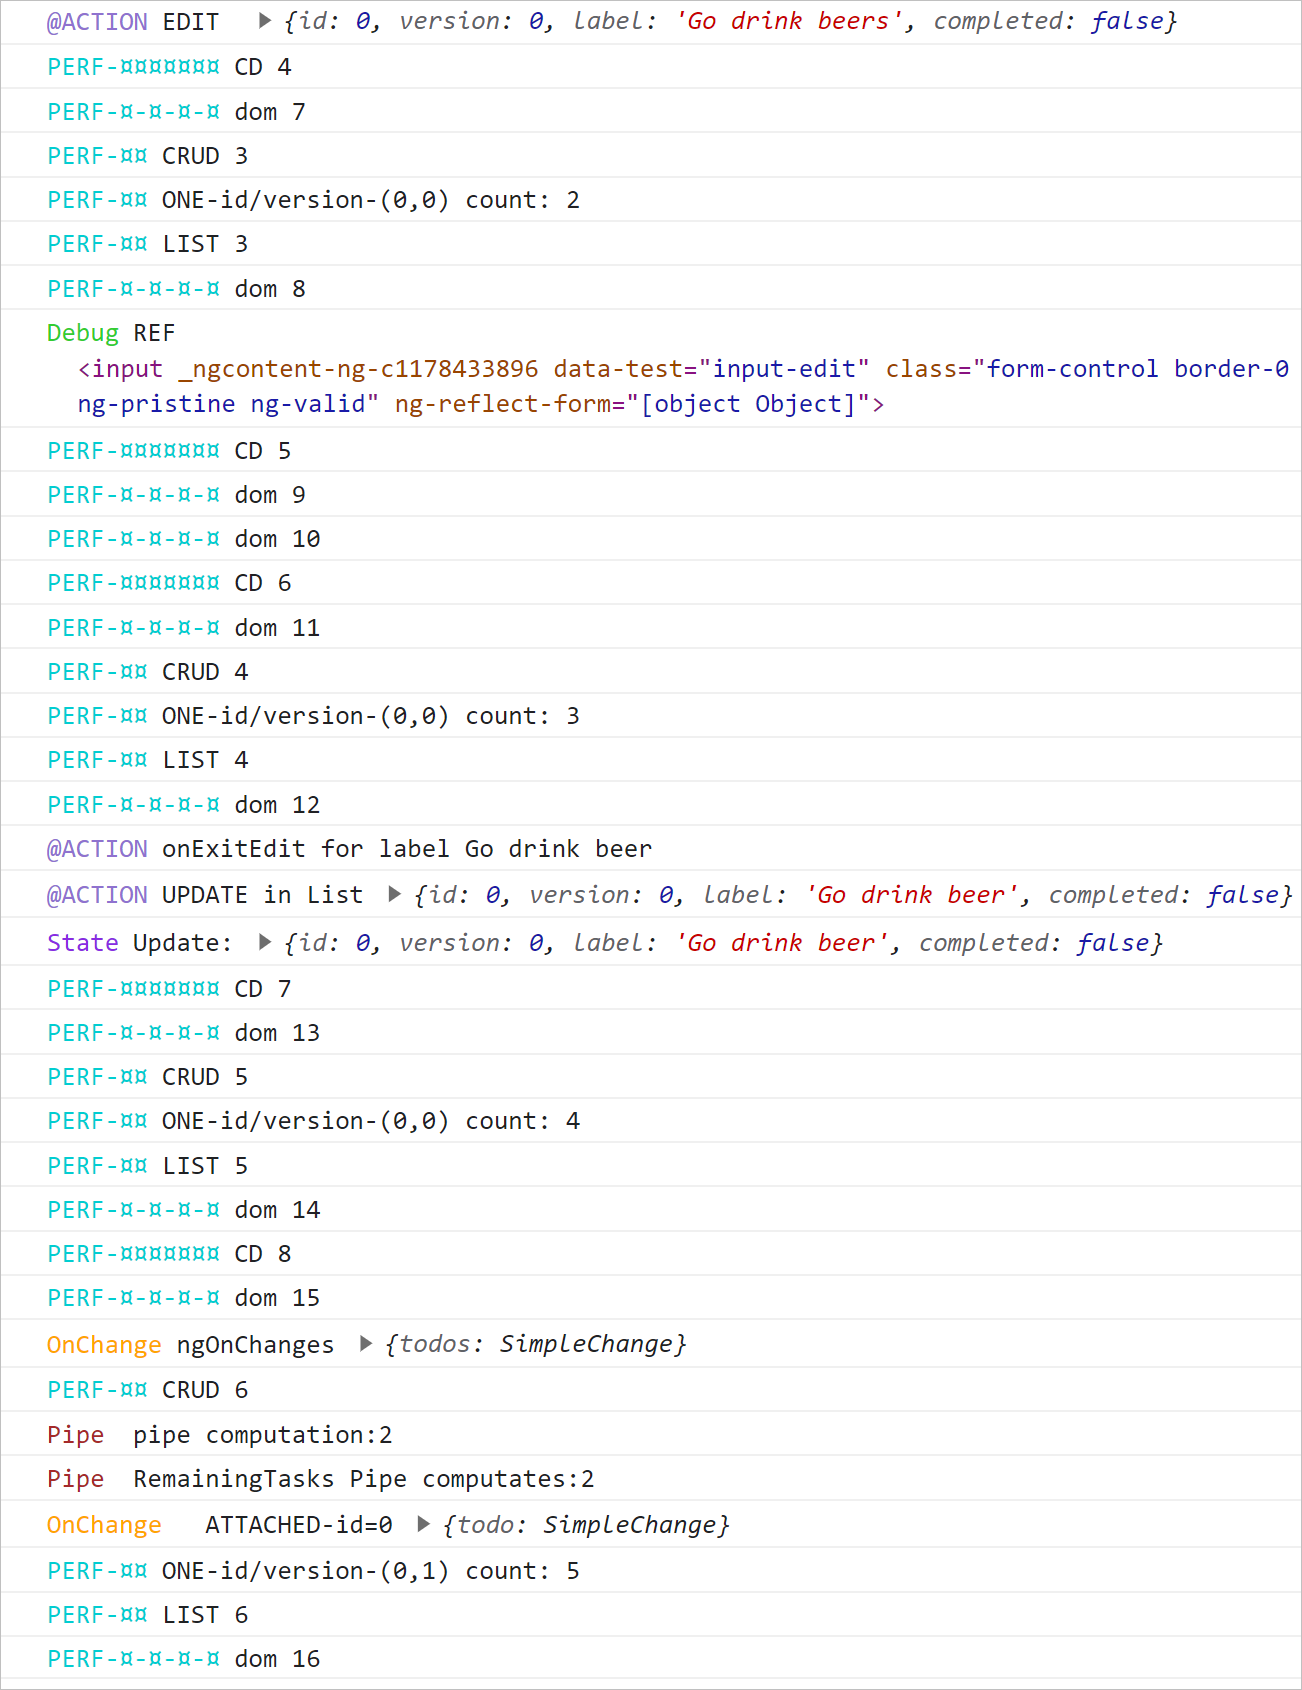 @ACTION EDIT ▶ {id: 0, version: 0, label: 'Go drink beers', completed: false}
PERF-¤¤¤¤¤¤¤ CD 4
PERF-¤-¤-¤-¤ dom 7
PERF-¤¤ CRUD 3
PERF-¤¤ ONE-id/version-(0,0) count: 2
PERF-¤¤ LIST 3
PERF-¤-¤-¤-¤ dom 8
Debug REF
<input _ngcontent-ng-c1178433896 data-test="input-edit" class="form-control border-0
ng-pristine ng-valid" ng-reflect-form="[object Object]">
PERF-¤¤¤¤¤¤¤ CD 5
PERF-¤-¤-¤-¤ dom 9
PERF-¤-¤-¤-¤ dom 10
PERF-¤¤¤¤¤¤¤ CD 6
PERF-¤-¤-¤-¤ dom 11
PERF-¤¤ CRUD 4
PERF-¤¤ ONE-id/version-(0,0) count: 3
PERF-¤¤ LIST 4
PERF-¤-¤-¤-¤ dom 12
@ACTION onExitEdit for label Go drink beer
@ACTION UPDATE in List ▶ {id: 0, version: 0, label: 'Go drink beer', completed: false}
State Update: ▶ {id: 0, version: 0, label: 'Go drink beer', completed: false}
PERF-¤¤¤¤¤¤¤ CD 7
PERF-¤-¤-¤-¤ dom 13
PERF-¤¤ CRUD 5
PERF-¤¤ ONE-id/version-(0,0) count: 4
PERF-¤¤ LIST 5
PERF-¤-¤-¤-¤ dom 14
PERF-¤¤¤¤¤¤¤ CD 8
PERF-¤-¤-¤-¤ dom 15
OnChange ngOnChanges ▶ {todos: SimpleChange}
PERF-¤¤ CRUD 6
Pipe  pipe computation:2
Pipe  RemainingTasks Pipe computates:2
OnChange   ATTACHED-id=0 ▶ {todo: SimpleChange}
PERF-¤¤ ONE-id/version-(0,1) count: 5
PERF-¤¤ LIST 6
PERF-¤-¤-¤-¤ dom 16